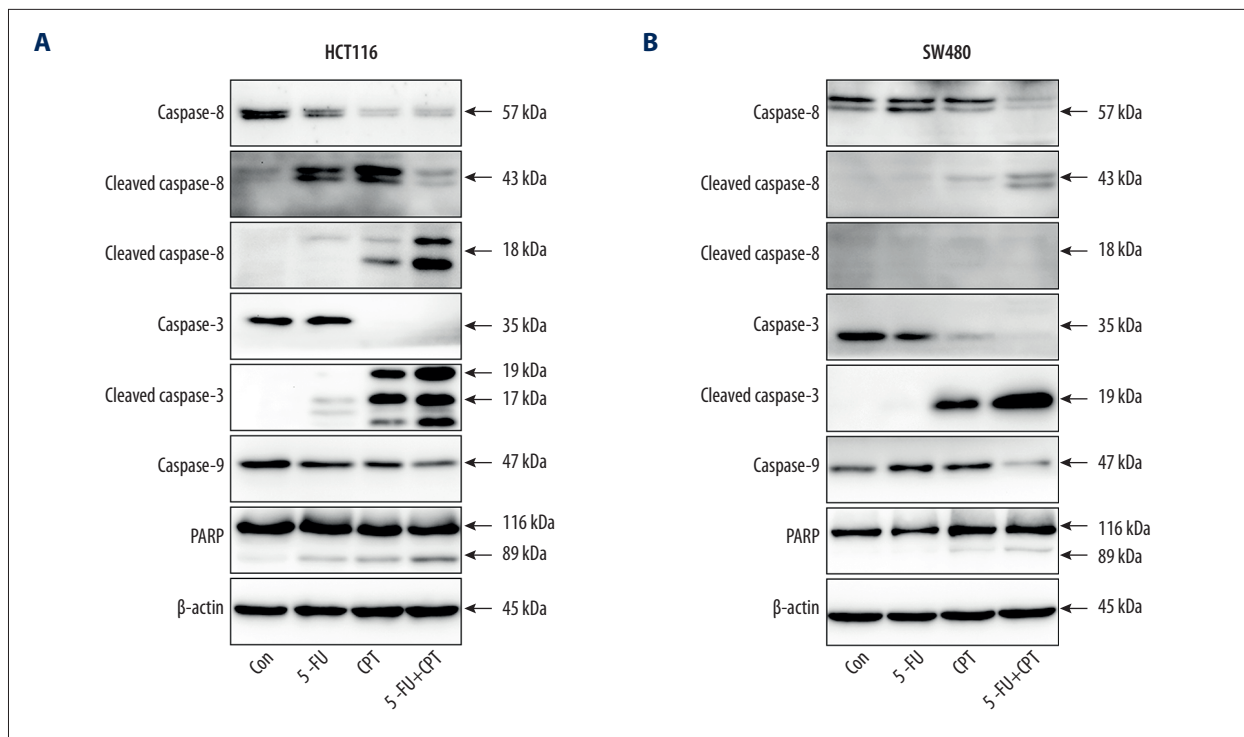 A
HCT116
Caspase-8
57 kDa
Cleaved caspase-8
43 kDa
Cleaved caspase-8
18 kDa
Caspase-3
35 kDa
Cleaved caspase-3
19 kDa
17 kDa
Caspase-9
47 kDa
PARP
116 kDa
89 kDa
β-actin
45 kDa
Con
5 -FU
CPT
5 -FU+CPT
B
SW480
Caspase-8
57 kDa
Cleaved caspase-8
43 kDa
Cleaved caspase-8
18 kDa
Caspase-3
35 kDa
Cleaved caspase-3
19 kDa
Caspase-9
47 kDa
PARP
116 kDa
89 kDa
β-actin
45 kDa
Con
5 -FU
CPT
5 -FU+CPT